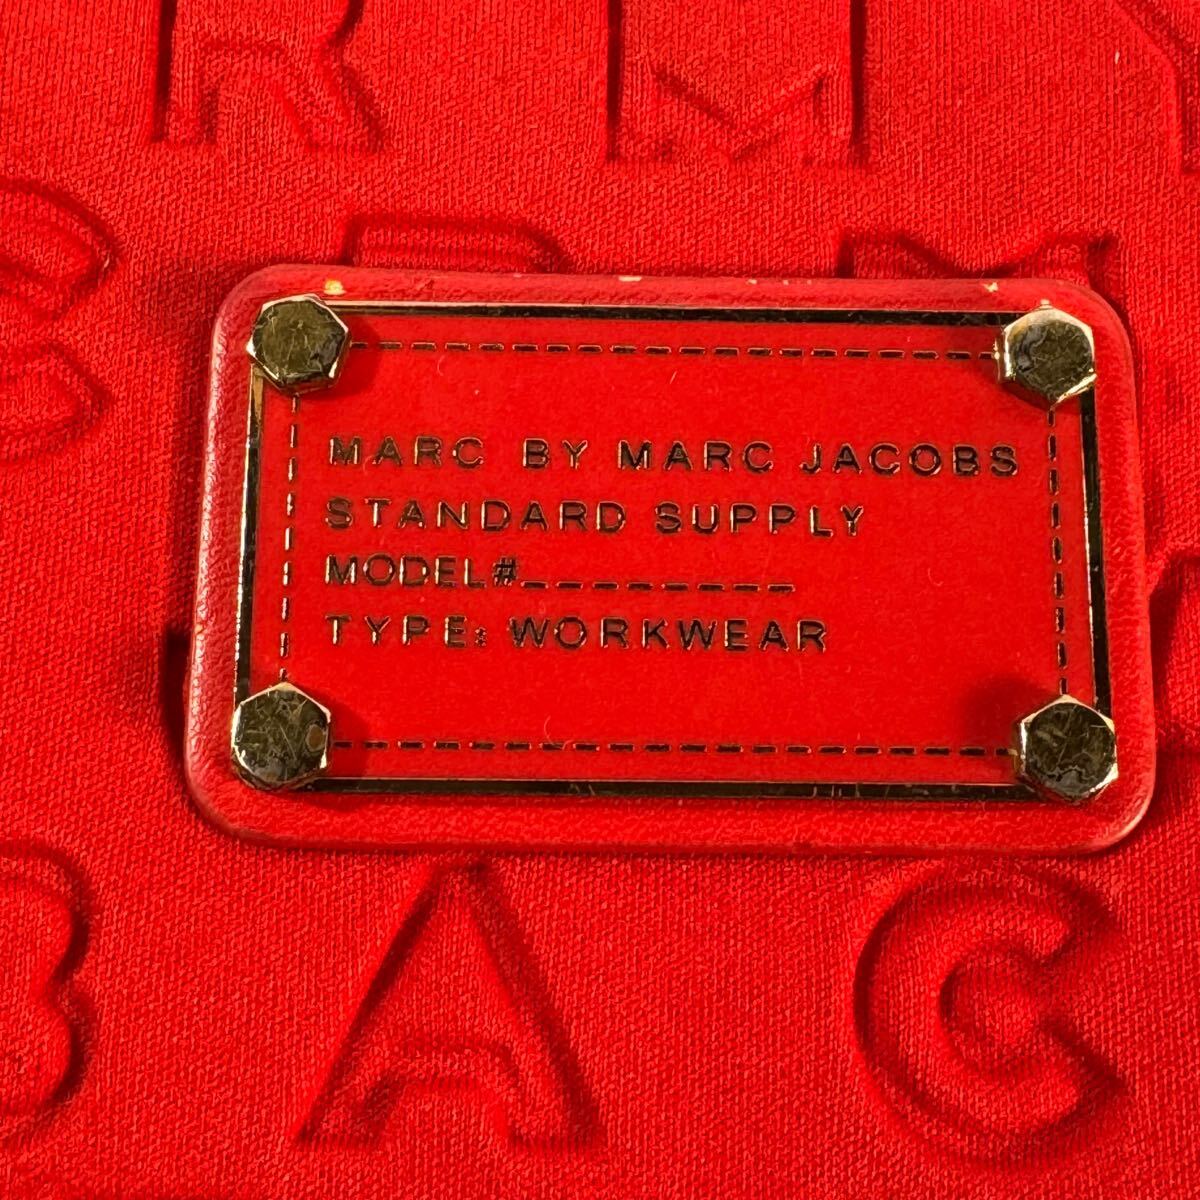 MARC BY MARC JACOBS
STANDARD SUPPLY
MODEL#_________
TYPE: WORKWEAR